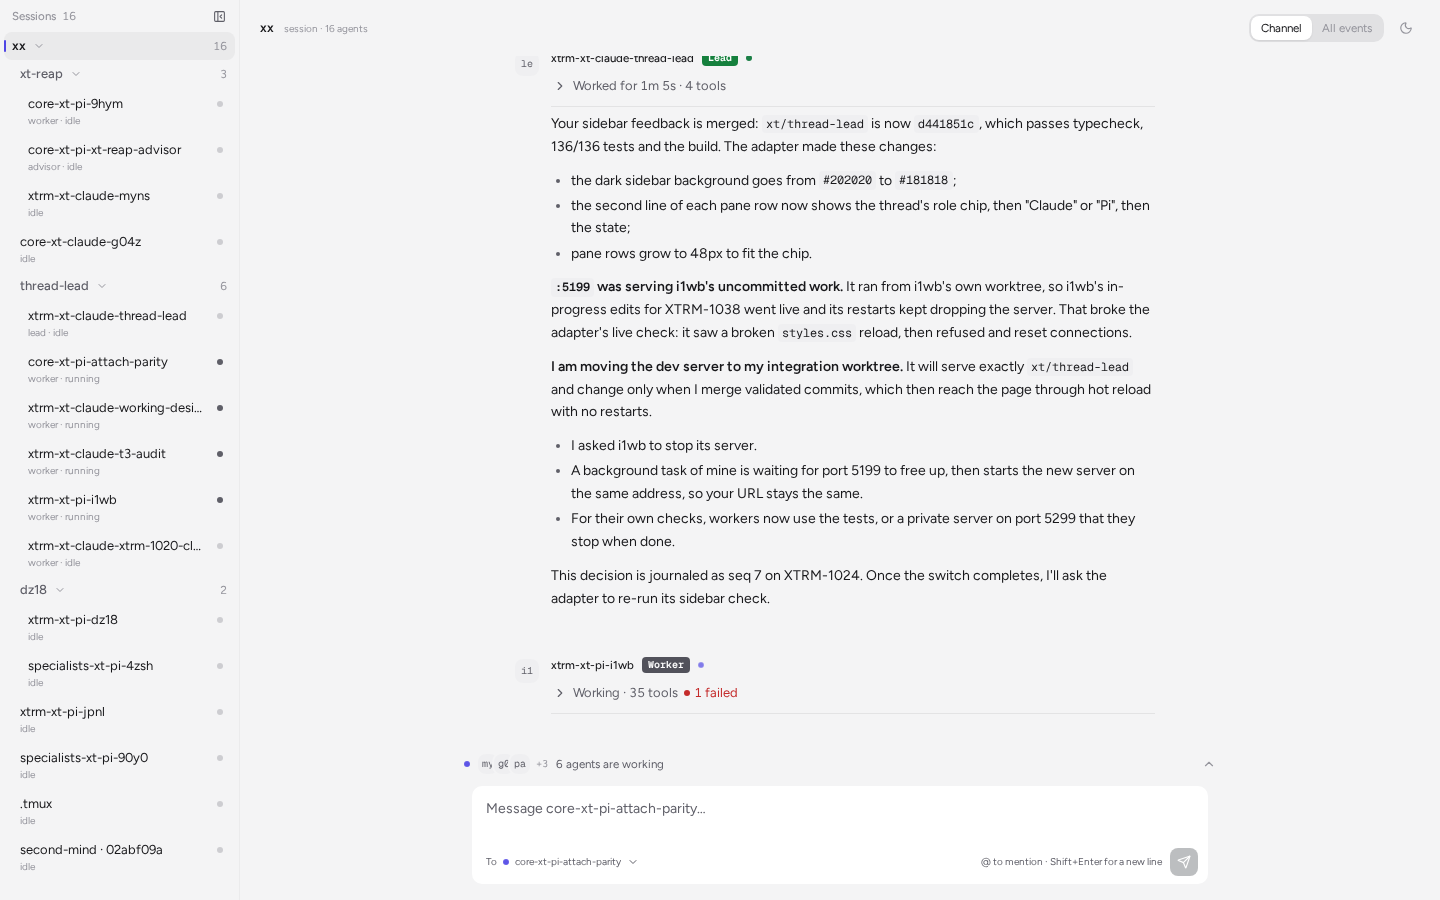 Sessions 16
xx 16
xt-reap 3
core-xt-pi-9hym
worker · idle
core-xt-pi-xt-reap-advisor
advisor · idle
xtrm-xt-claude-myns
idle
core-xt-claude-g04z
idle
thread-lead 6
xtrm-xt-claude-thread-lead
lead · idle
core-xt-pi-attach-parity
worker · running
xtrm-xt-claude-working-desi...
worker · running
xtrm-xt-claude-t3-audit
worker · running
xtrm-xt-pi-i1wb
worker · running
xtrm-xt-claude-xtrm-1020-cl...
worker · idle
dz18 2
xtrm-xt-pi-dz18
idle
specialists-xt-pi-4zsh
idle
xtrm-xt-pi-jpnl
idle
specialists-xt-pi-90y0
idle
.tmux
idle
second-mind · 02abf09a
idle
xx session · 16 agents
Channel All events
le xtrm-xt-claude-thread-lead Lead
Worked for 1m 5s · 4 tools
Your sidebar feedback is merged: xt/thread-lead is now d441851c, which passes typecheck,
136/136 tests and the build. The adapter made these changes:
• the dark sidebar background goes from #202020 to #181818;
• the second line of each pane row now shows the thread's role chip, then "Claude" or "Pi", then
the state;
• pane rows grow to 48px to fit the chip.
:5199 was serving i1wb's uncommitted work. It ran from i1wb's own worktree, so i1wb's in-
progress edits for XTRM-1038 went live and its restarts kept dropping the server. That broke the
adapter's live check: it saw a broken styles.css reload, then refused and reset connections.
I am moving the dev server to my integration worktree. It will serve exactly xt/thread-lead
and change only when I merge validated commits, which then reach the page through hot reload
with no restarts.
• I asked i1wb to stop its server.
• A background task of mine is waiting for port 5199 to free up, then starts the new server on
the same address, so your URL stays the same.
• For their own checks, workers now use the tests, or a private server on port 5299 that they
stop when done.
This decision is journaled as seq 7 on XTRM-1024. Once the switch completes, I'll ask the
adapter to re-run its sidebar check.
i1 xtrm-xt-pi-i1wb Worker
Working · 35 tools • 1 failed
my g0 pa +3 6 agents are working
Message core-xt-pi-attach-parity...
To core-xt-pi-attach-parity
@ to mention · Shift+Enter for a new line